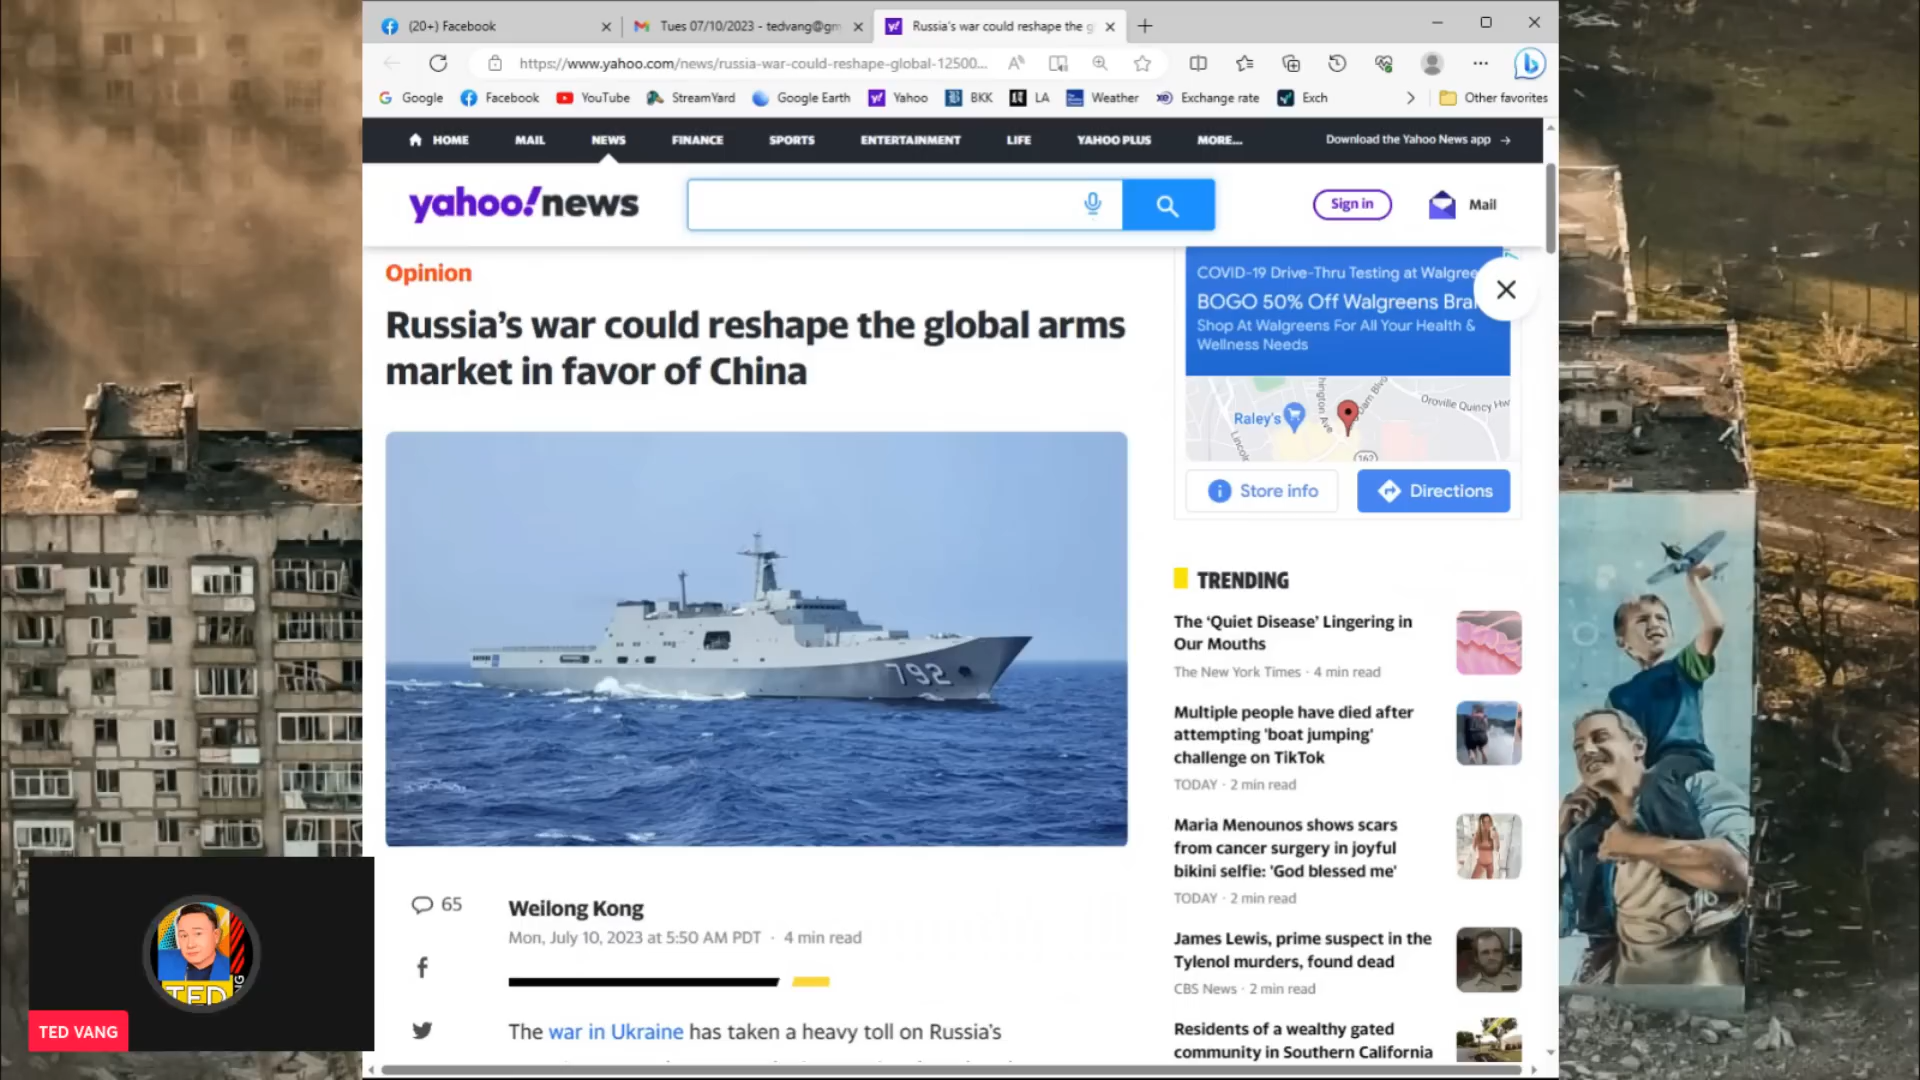 (20+) Facebook
Tues 07/10/2023 - tedvang@gm
Russia's war could reshape the g
https://www.yahoo.com/news/russia-war-could-reshape-global-12500...
Google
Facebook
YouTube
StreamYard
Google Earth
Yahoo
BKK
LA
Weather
Exchange rate
Exch
Other favorites
HOME
MAIL
NEWS
FINANCE
SPORTS
ENTERTAINMENT
LIFE
YAHOO PLUS
MORE...
Download the Yahoo News app →
yahoo!news
Sign in
Mail
Opinion
Russia's war could reshape the global arms
market in favor of China
792
65
Weilong Kong
Mon, July 10, 2023 at 5:50 AM PDT · 4 min read
The war in Ukraine has taken a heavy toll on Russia's
COVID-19 Drive-Thru Testing at Walgree
BOGO 50% Off Walgreens Bra
Shop At Walgreens For All Your Health &
Wellness Needs
Raley's
Oroville Quincy Hw
162
Store info
Directions
TRENDING
The 'Quiet Disease' Lingering in
Our Mouths
The New York Times · 4 min read
Multiple people have died after
attempting 'boat jumping'
challenge on TikTok
TODAY · 2 min read
Maria Menounos shows scars
from cancer surgery in joyful
bikini selfie: 'God blessed me'
TODAY · 2 min read
James Lewis, prime suspect in the
Tylenol murders, found dead
CBS News · 2 min read
Residents of a wealthy gated
community in Southern California
TED
TED VANG